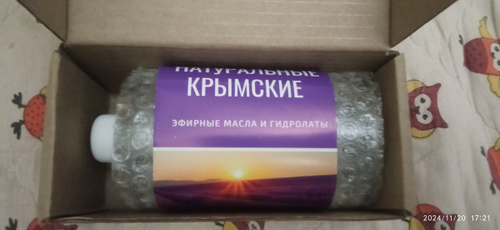 НАТУРАЛЬНЫЕ
КРЫМСКИЕ
ЭФИРНЫЕ МАСЛА И ГИДРОЛАТЫ
2024/11/20 17:21